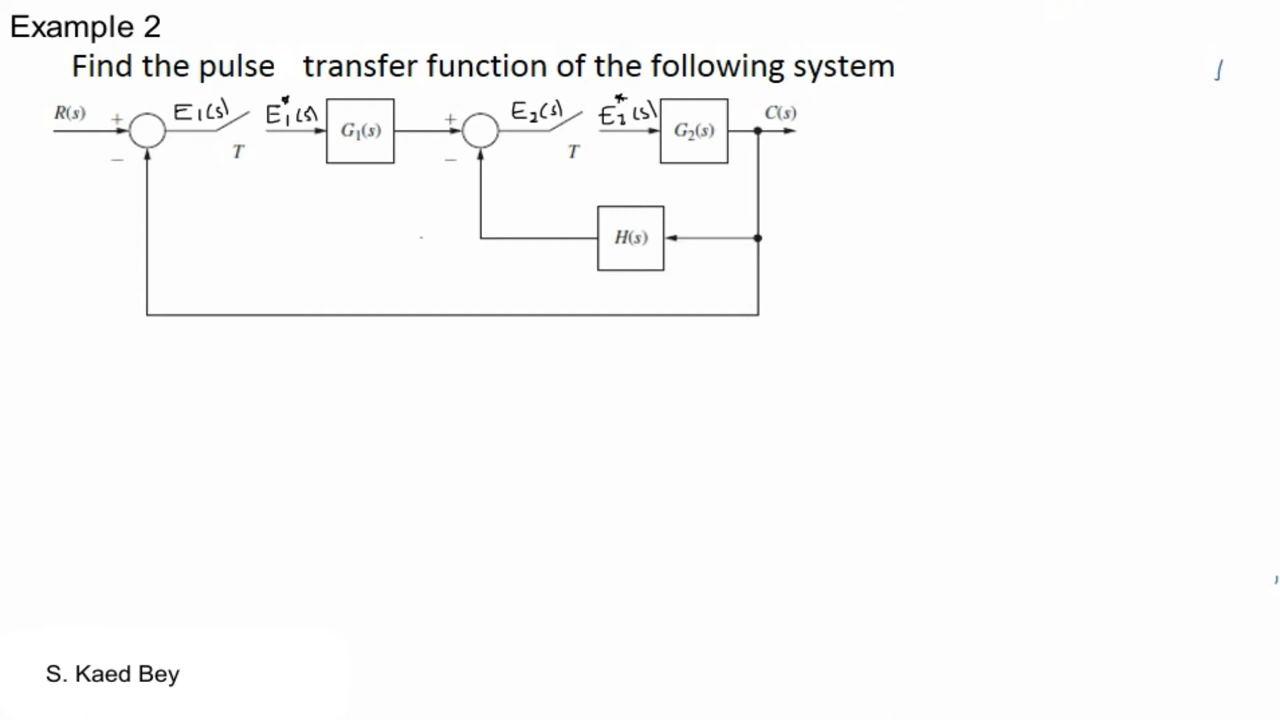 Example 2
Find the pulse transfer function of the following system
R(s) + E₁(s) E₁*(s) G₁(s) + E₂(s) E₂*(s) G₂(s) C(s)
− T − T
H(s)
S. Kaed Bey